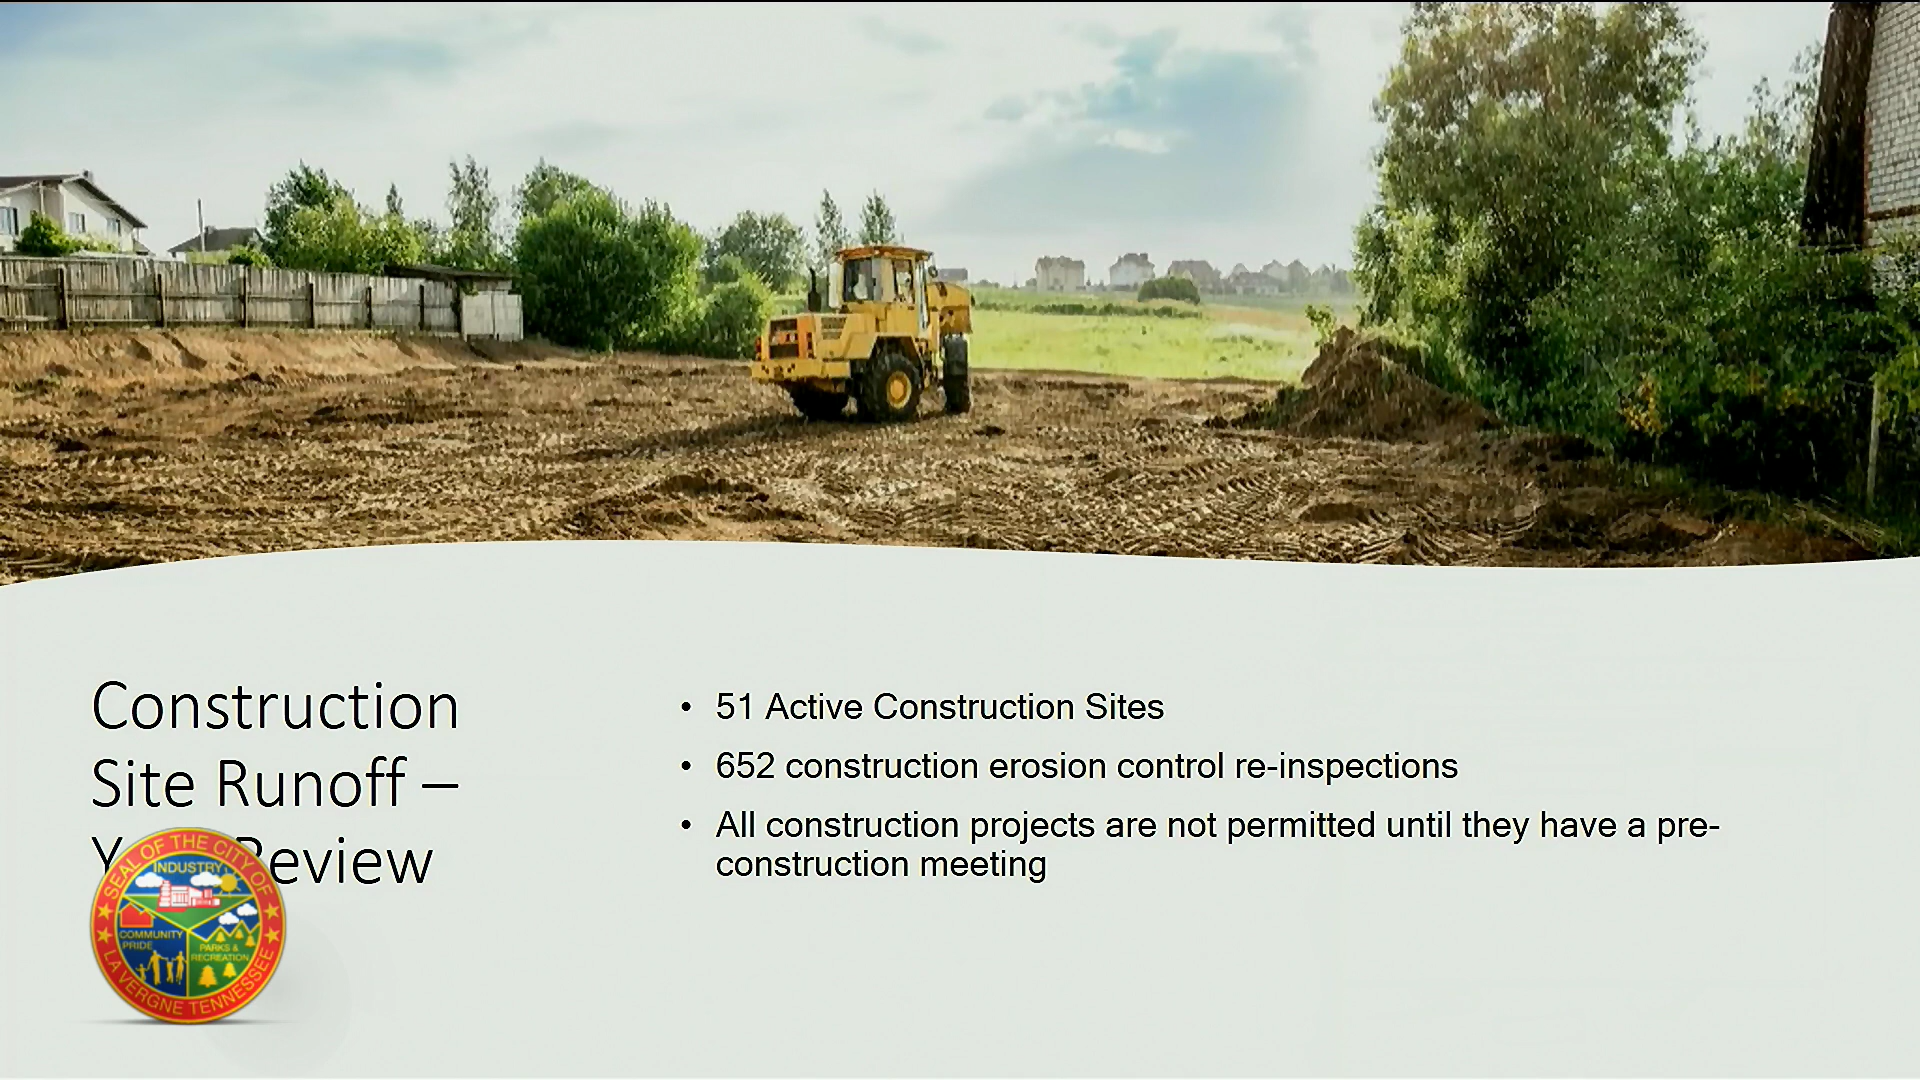 Construction
Site Runoff –
Review
51 Active Construction Sites
652 construction erosion control re-inspections
All construction projects are not permitted until they have a pre-
construction meeting
SEAL OF THE CITY OF
LA VERGNE TENNESSEE
INDUSTRY
COMMUNITY
PRIDE
PARKS &
RECREATION